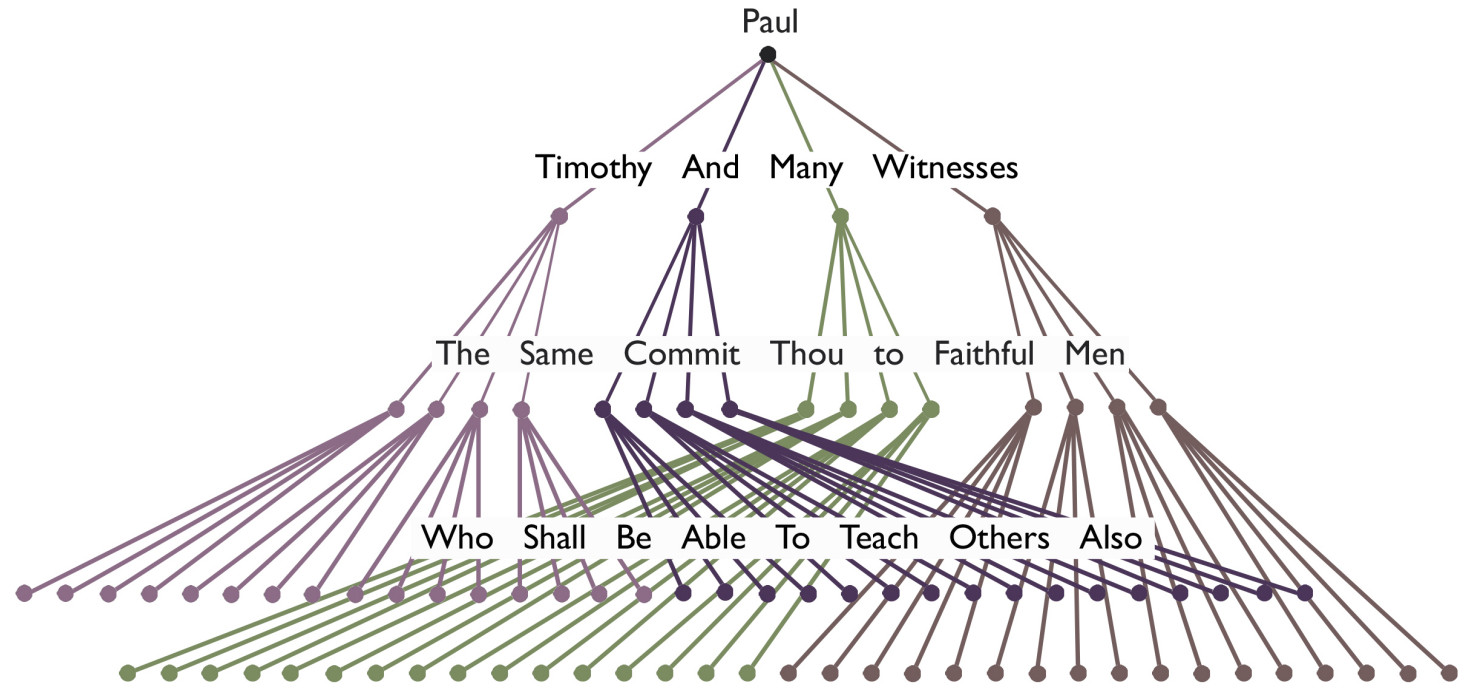 Paul
Timothy And Many Witnesses
The Same Commit Thou to Faithful Men
Who Shall Be Able To Teach Others Also